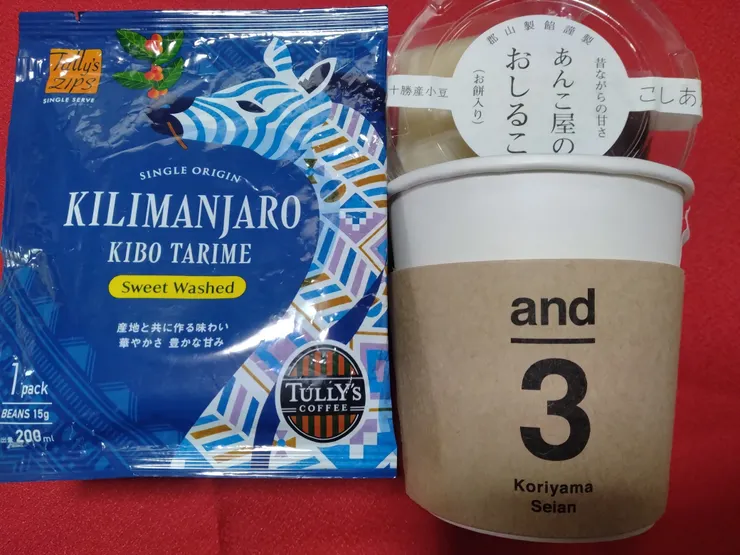 Tully's
ZIPS
SINGLE SERVE
SINGLE ORIGIN
KILIMANJARO
KIBO TARIME
Sweet Washed
産地と共に作る味わい
華やかさ 豊かな甘み
1 pack
BEANS 15g
出量 200ml
TULLY'S
COFFEE
郡山製餡謹製
昔ながらの甘さ
あんこ屋の
おしるこ
(お餅入り)
十勝産小豆
こしあ
and
3
Koriyama
Seian